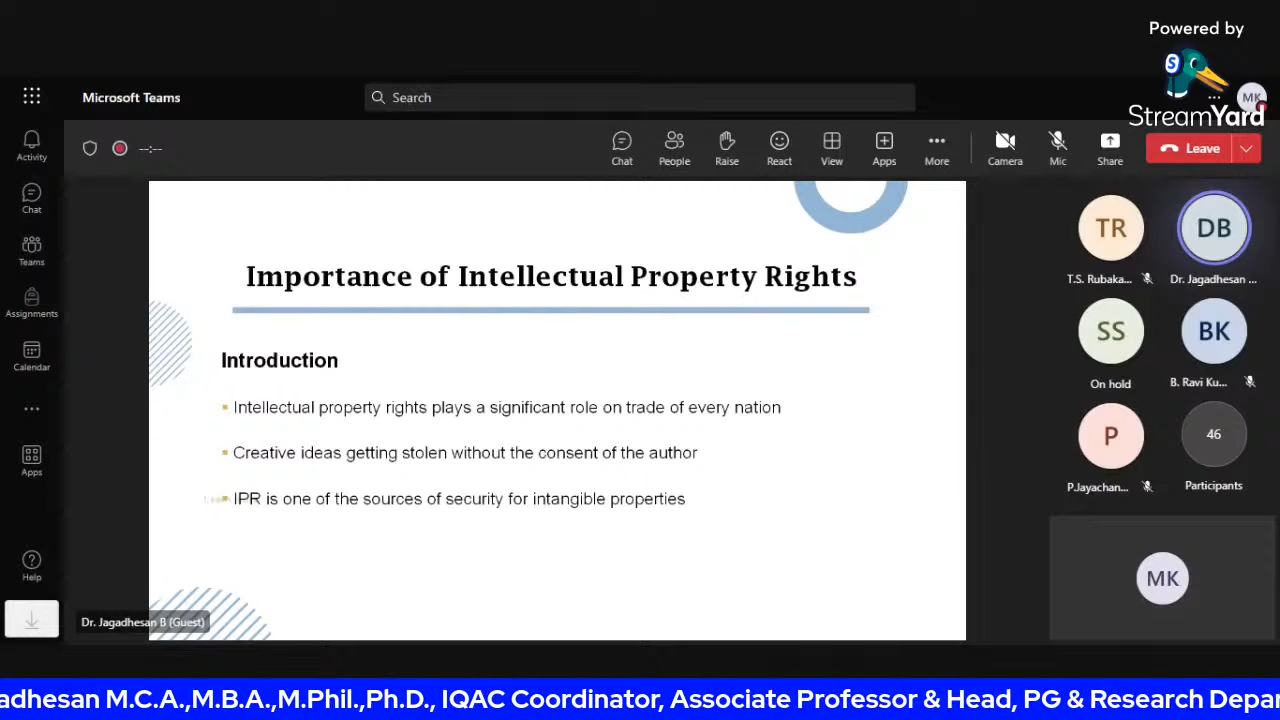 Powered by
StreamYard
Microsoft Teams
Search
MK
Activity
Chat
Teams
Assignments
Calendar
Apps
Help
--:--
Chat
People
Raise
React
View
Apps
More
Camera
Mic
Share
Leave
Importance of Intellectual Property Rights
Introduction
Intellectual property rights plays a significant role on trade of every nation
Creative ideas getting stolen without the consent of the author
IPR is one of the sources of security for intangible properties
Dr. Jagadhesan B (Guest)
TR
T.S. Rubaka...
DB
Dr. Jagadhesan ...
SS
On hold
BK
B. Ravi Ku...
P
P.Jayachan...
46
Participants
MK
adhesan M.C.A.,M.B.A.,M.Phil.,Ph.D., IQAC Coordinator, Associate Professor & Head, PG & Research Depar